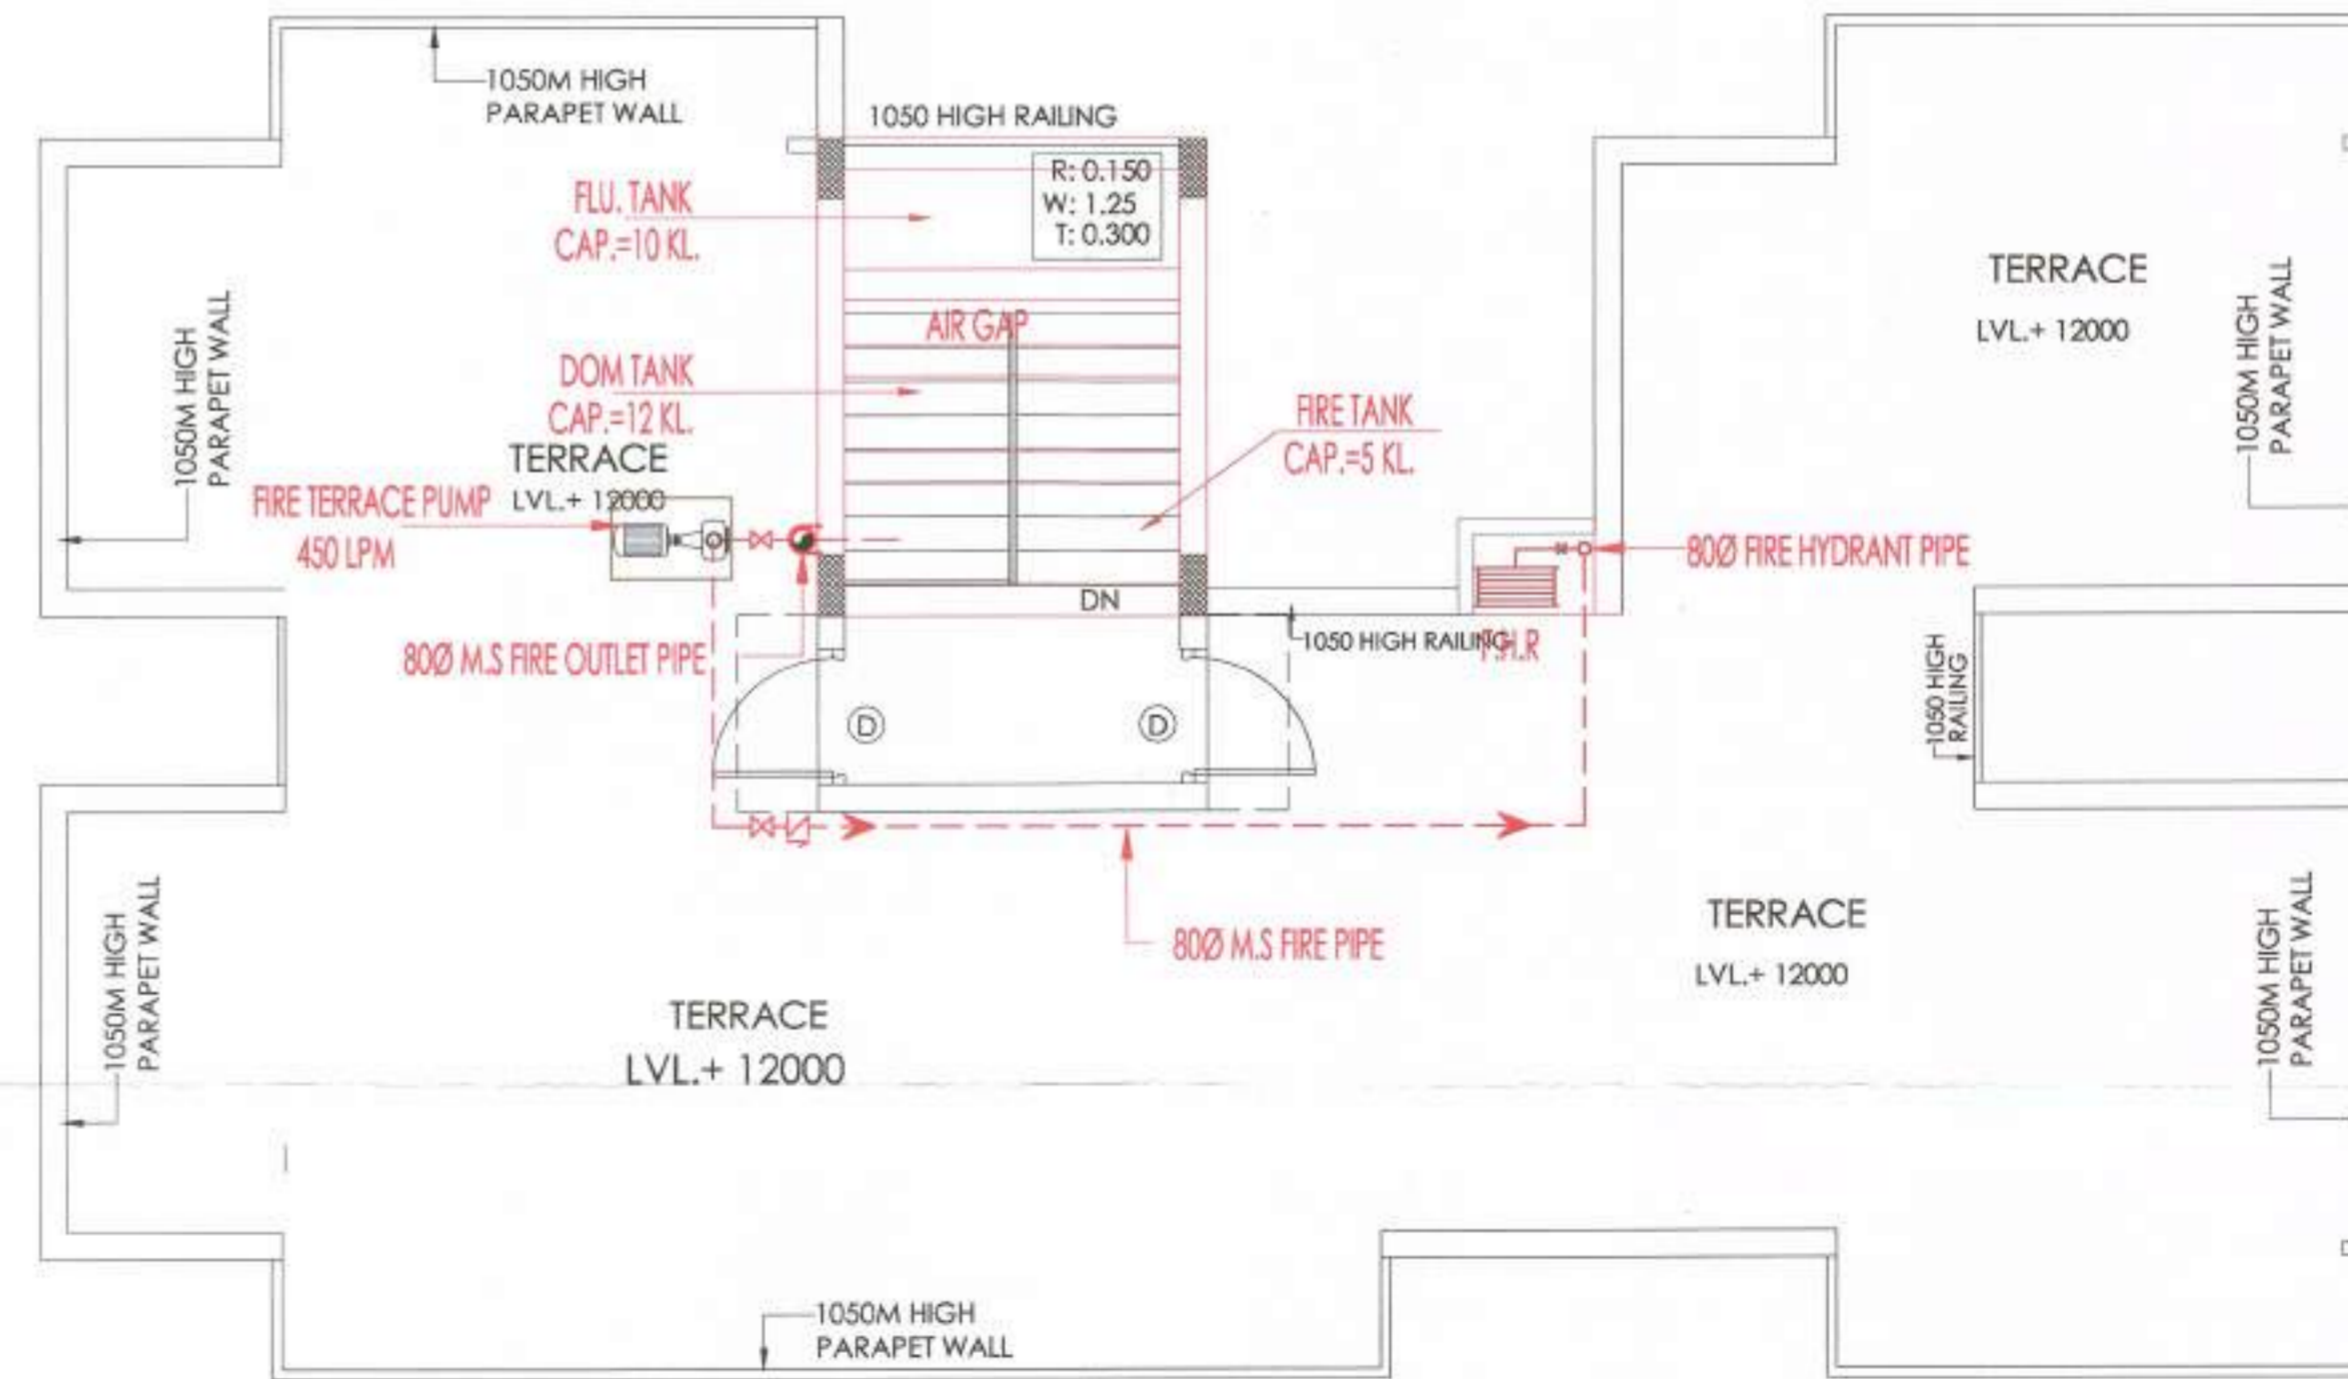 1050M HIGH
PARAPET WALL
1050 HIGH RAILING
R: 0.150
W: 1.25
T: 0.300
FLU. TANK
CAP.=10 KL.
TERRACE
LVL.+ 12000
1050M HIGH
PARAPET WALL
1050M HIGH
PARAPET WALL
AIR GAP
DOM TANK
CAP.=12 KL.
FIRE TANK
CAP.=5 KL.
TERRACE
LVL.+ 12000
FIRE TERRACE PUMP
450 LPM
80Ø FIRE HYDRANT PIPE
DN
1050 HIGH RAILING
F.H.R
80Ø M.S FIRE OUTLET PIPE
1050 HIGH
RAILING
D
D
80Ø M.S FIRE PIPE
TERRACE
LVL.+ 12000
1050M HIGH
PARAPET WALL
1050M HIGH
PARAPET WALL
TERRACE
LVL.+ 12000
1050M HIGH
PARAPET WALL